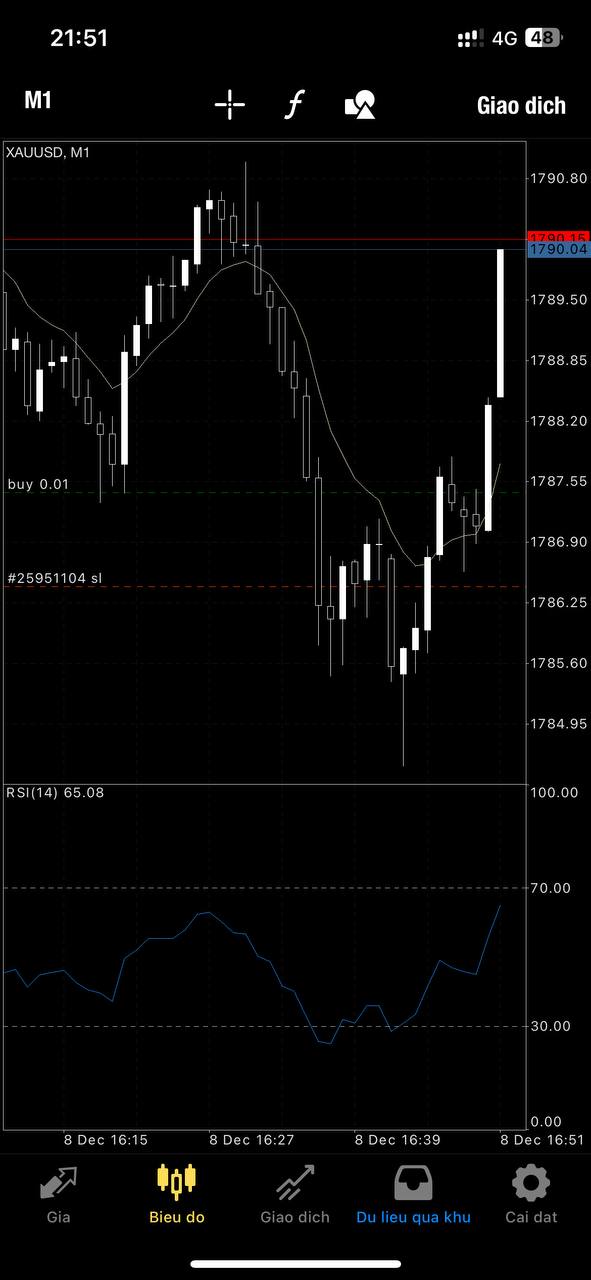 21:51
4G 48
M1
Giao dich
XAUUSD, M1
1790.80
1790.15
1790.04
1789.50
1788.85
1788.20
buy 0.01
1787.55
1786.90
#25951104 sl
1786.25
1785.60
1784.95
RSI(14) 65.08
100.00
70.00
30.00
0.00
8 Dec 16:15 8 Dec 16:27 8 Dec 16:39 8 Dec 16:51
Gia Bieu do Giao dich Du lieu qua khu Cai dat